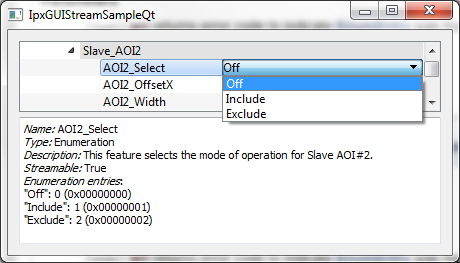 IpxGUIStreamSampleQt
Slave_AOI2
AOI2_Select Off
AOI2_OffsetX Off
Include
AOI2_Width Exclude
Name: AOI2_Select
Type: Enumeration
Description: This feature selects the mode of operation for Slave AOI#2.
Streamable: True
Enumeration entries:
"Off": 0 (0x00000000)
"Include": 1 (0x00000001)
"Exclude": 2 (0x00000002)